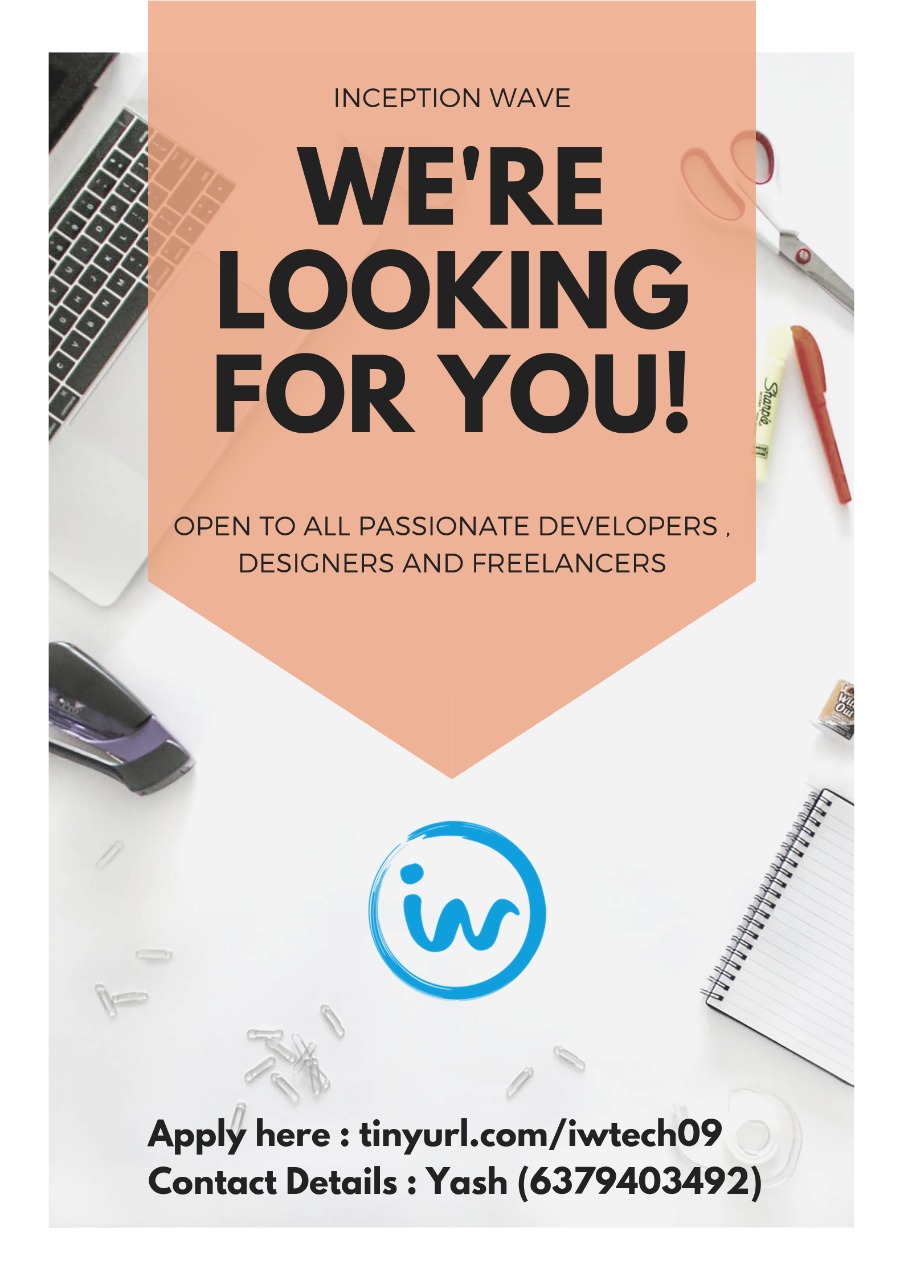 INCEPTION WAVE
WE'RE
LOOKING
FOR YOU!
OPEN TO ALL PASSIONATE DEVELOPERS ,
DESIGNERS AND FREELANCERS
Sharpie
iw
Apply here : tinyurl.com/iwtech09
Contact Details : Yash (6379403492)